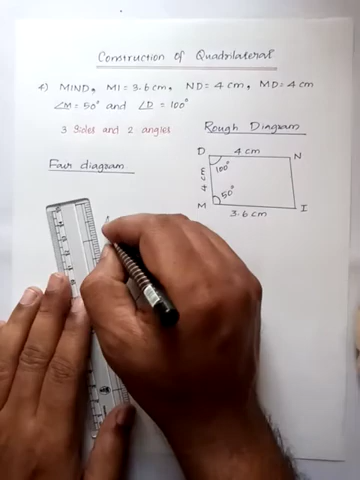 Construction of Quadrilateral
4) MIND, MI = 3.6 cm, ND = 4 cm, MD = 4 cm
∠M = 50° and ∠D = 100°
3 Sides and 2 angles
Rough Diagram
Fair diagram.
D 4 cm N
100°
4 cm
50°
M I
3.6 cm